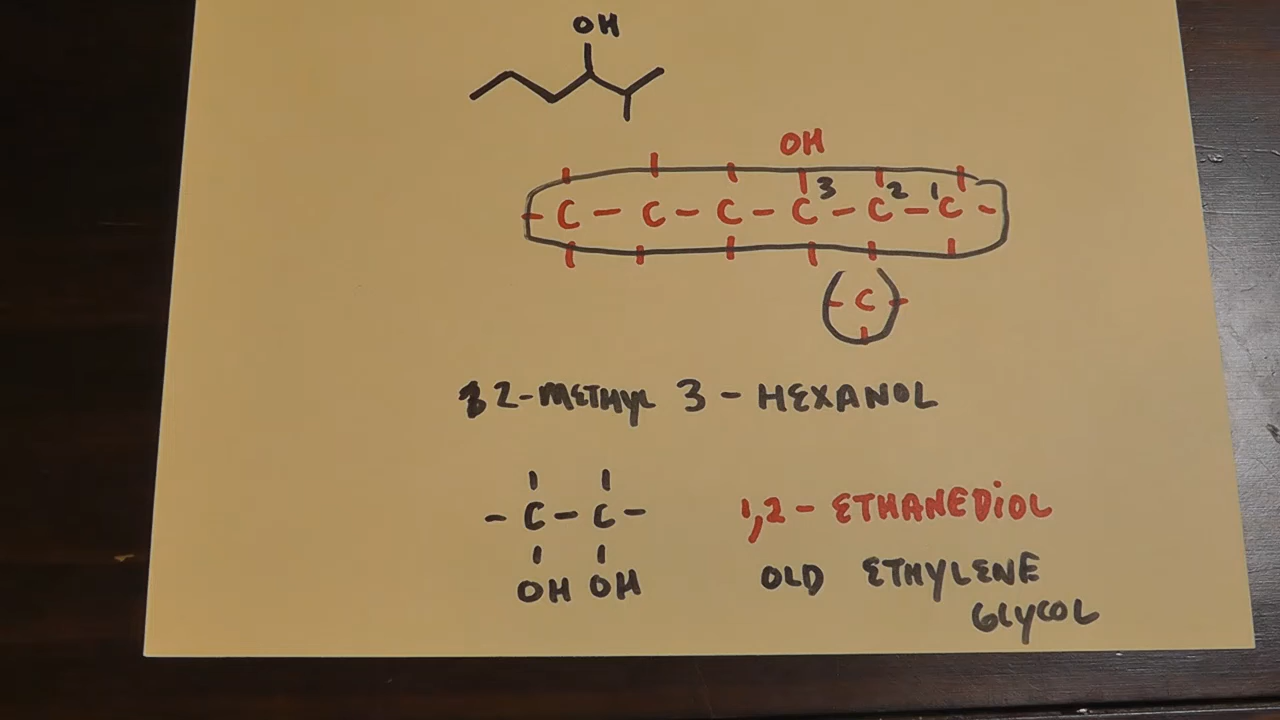 OH
OH
3 2 1
C - C - C - C - C - C -
C
2-METHYL 3 - HEXANOL
- C - C -
OH OH
1,2 - ETHANEDIOL
OLD ETHYLENE
GLYCOL